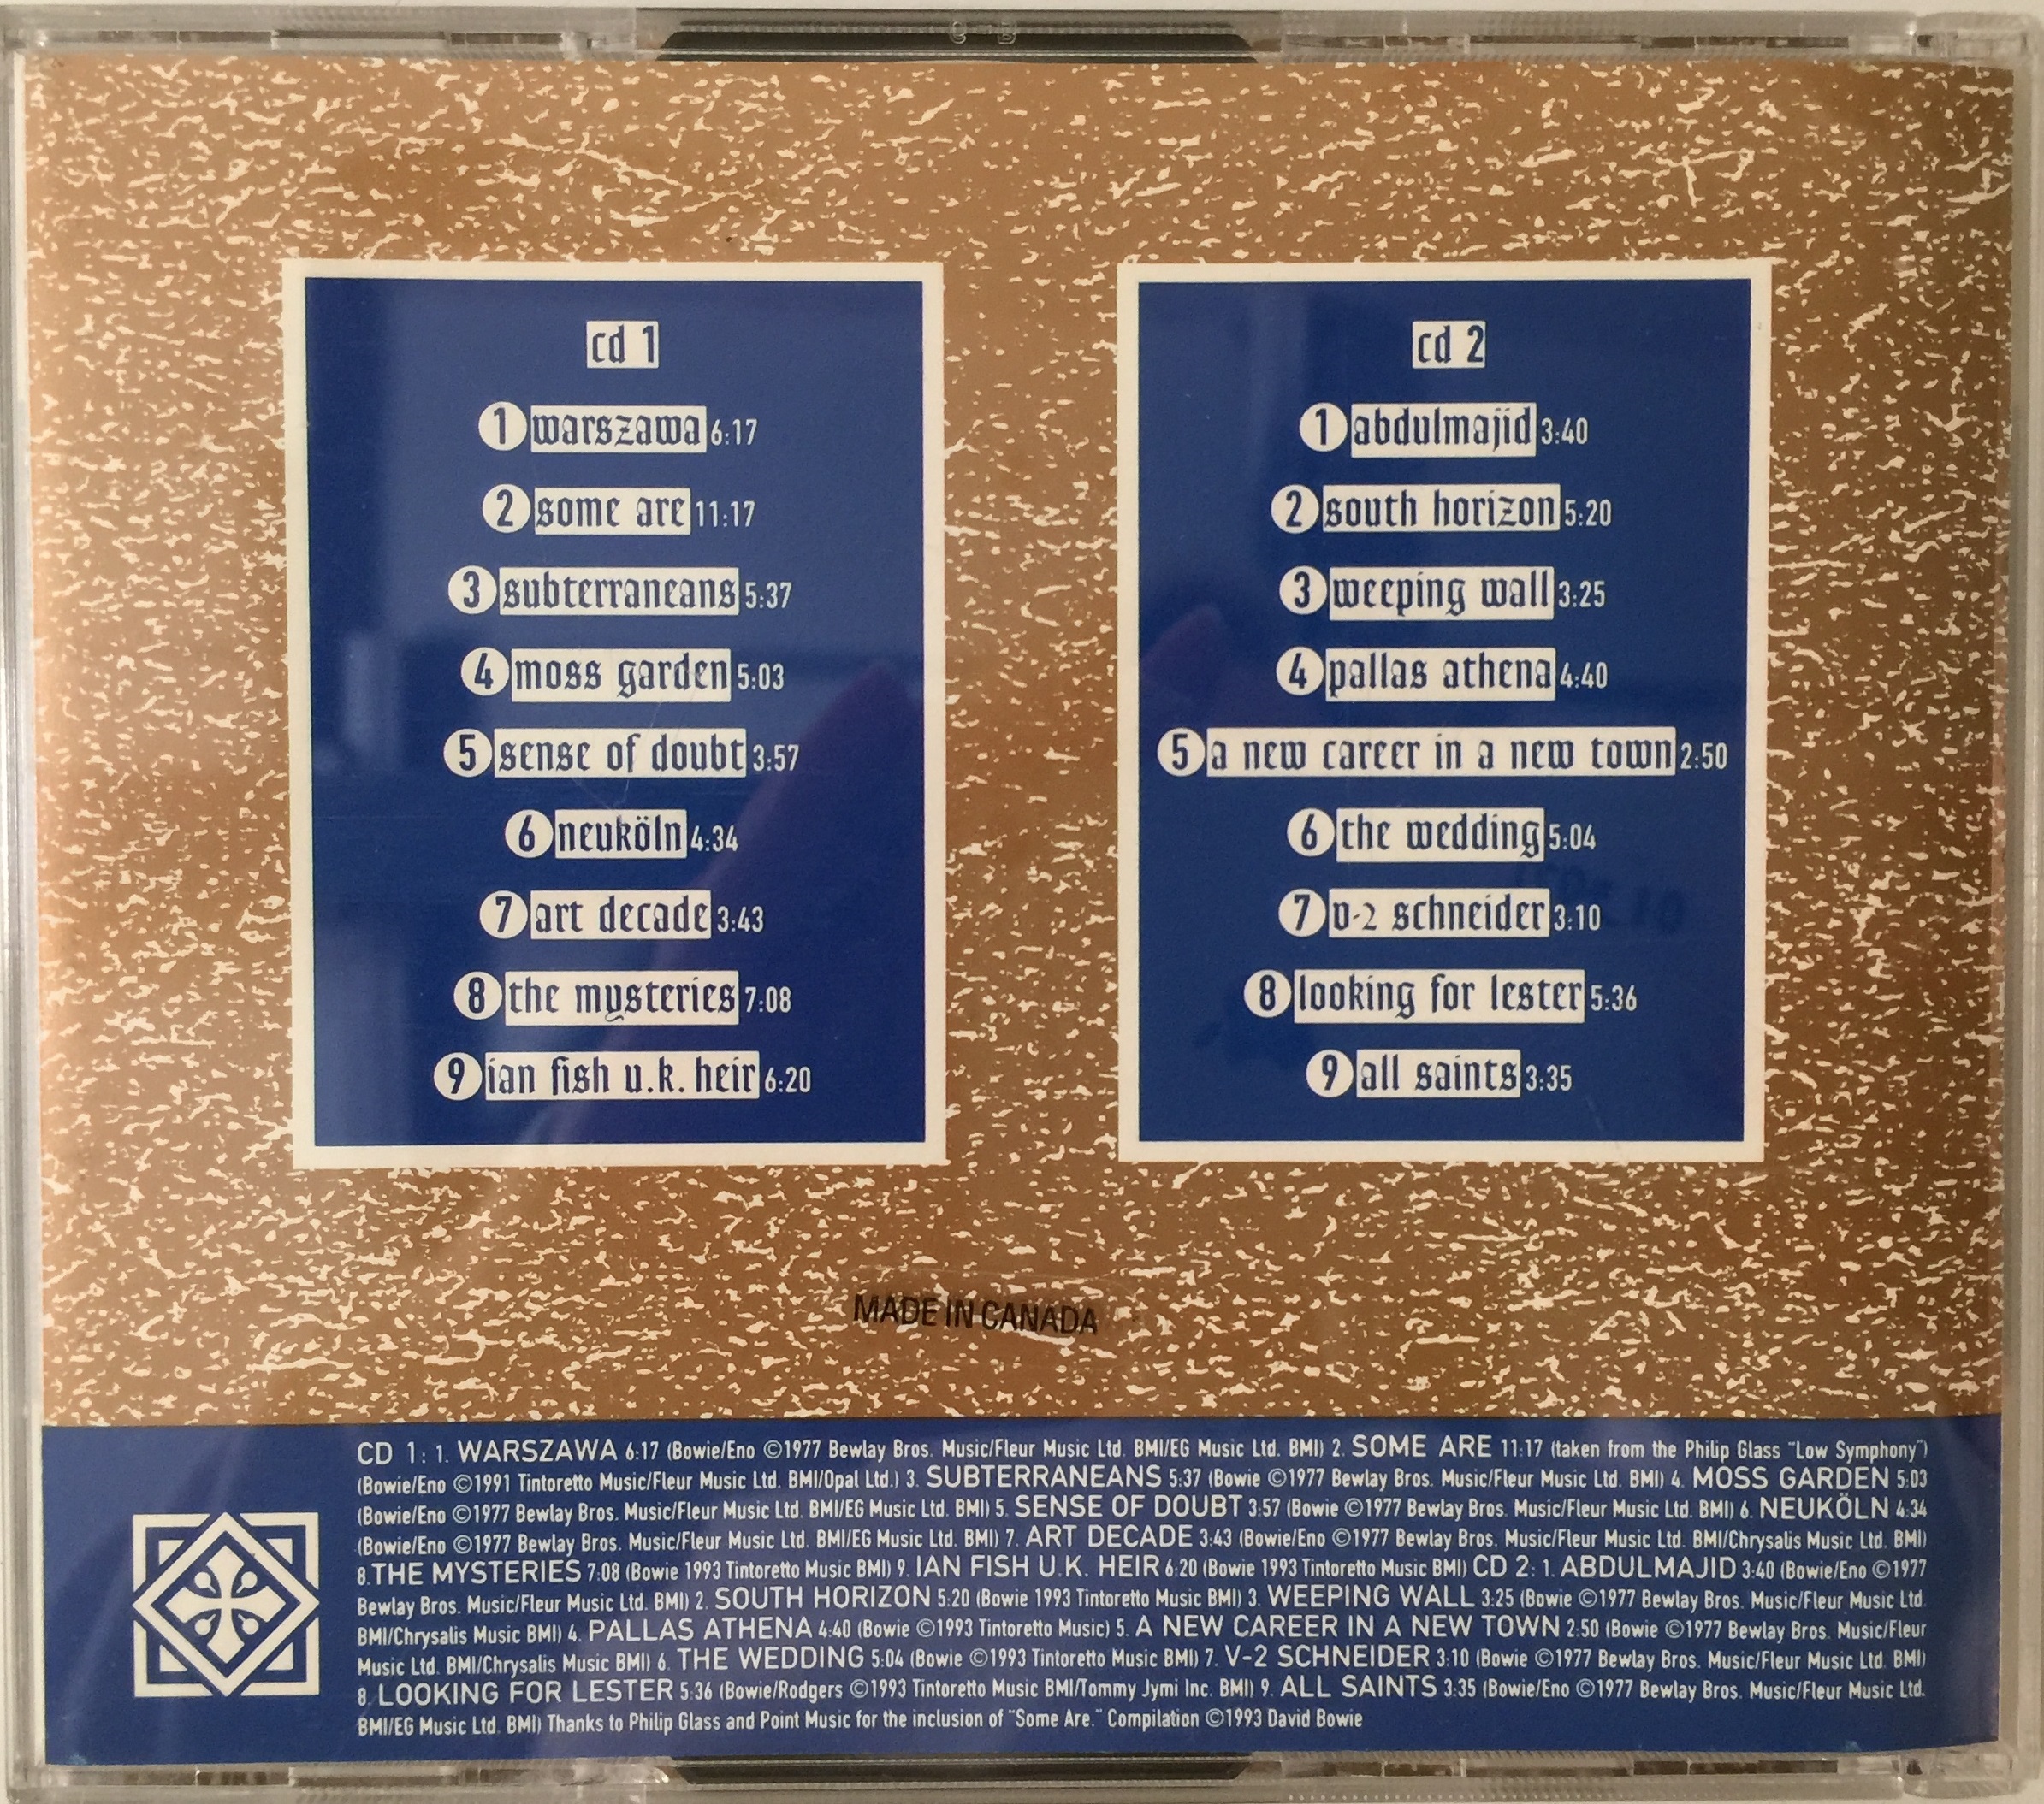 cd 1
1 warszawa 6:17
2 some are 11:17
3 subterraneans 5:37
4 moss garden 5:03
5 sense of doubt 3:57
6 neuköln 4:34
7 art decade 3:43
8 the mysteries 7:08
9 ian fish u.k. heir 6:20
cd 2
1 abdulmajid 3:40
2 south horizon 5:20
3 weeping wall 3:25
4 pallas athena 4:40
5 a new career in a new town 2:50
6 the wedding 5:04
7 v-2 schneider 3:10
8 looking for lester 5:36
9 all saints 3:35
MADE IN CANADA
CD 1: 1. WARSZAWA 6:17 (Bowie/Eno ©1977 Bewlay Bros. Music/Fleur Music Ltd. BMI/EG Music Ltd. BMI) 2. SOME ARE 11:17 (taken from the Philip Glass "Low Symphony")
(Bowie/Eno ©1991 Tintoretto Music/Fleur Music Ltd. BMI/Opal Ltd.) 3. SUBTERRANEANS 5:37 (Bowie ©1977 Bewlay Bros. Music/Fleur Music Ltd. BMI) 4. MOSS GARDEN 5:03
(Bowie/Eno ©1977 Bewlay Bros. Music/Fleur Music Ltd. BMI/EG Music Ltd. BMI) 5. SENSE OF DOUBT 3:57 (Bowie ©1977 Bewlay Bros. Music/Fleur Music Ltd. BMI) 6. NEUKÖLN 4:34
(Bowie/Eno ©1977 Bewlay Bros. Music/Fleur Music Ltd. BMI/EG Music Ltd. BMI) 7. ART DECADE 3:43 (Bowie/Eno ©1977 Bewlay Bros. Music/Fleur Music Ltd. BMI/Chrysalis Music Ltd. BMI)
8. THE MYSTERIES 7:08 (Bowie 1993 Tintoretto Music BMI) 9. IAN FISH U.K. HEIR 6:20 (Bowie 1993 Tintoretto Music BMI) CD 2: 1. ABDULMAJID 3:40 (Bowie/Eno ©1977
Bewlay Bros. Music/Fleur Music Ltd. BMI) 2. SOUTH HORIZON 5:20 (Bowie 1993 Tintoretto Music BMI) 3. WEEPING WALL 3:25 (Bowie ©1977 Bewlay Bros. Music/Fleur Music Ltd.
BMI/Chrysalis Music BMI) 4. PALLAS ATHENA 4:40 (Bowie ©1993 Tintoretto Music) 5. A NEW CAREER IN A NEW TOWN 2:50 (Bowie ©1977 Bewlay Bros. Music/Fleur
Music Ltd. BMI/Chrysalis Music BMI) 6. THE WEDDING 5:04 (Bowie ©1993 Tintoretto Music BMI) 7. V-2 SCHNEIDER 3:10 (Bowie ©1977 Bewlay Bros. Music/Fleur Music Ltd. BMI)
8. LOOKING FOR LESTER 5:36 (Bowie/Rodgers ©1993 Tintoretto Music BMI/Tommy Jymi Inc. BMI) 9. ALL SAINTS 3:35 (Bowie/Eno ©1977 Bewlay Bros. Music/Fleur Music Ltd.
BMI/EG Music Ltd. BMI) Thanks to Philip Glass and Point Music for the inclusion of "Some Are." Compilation ©1993 David Bowie